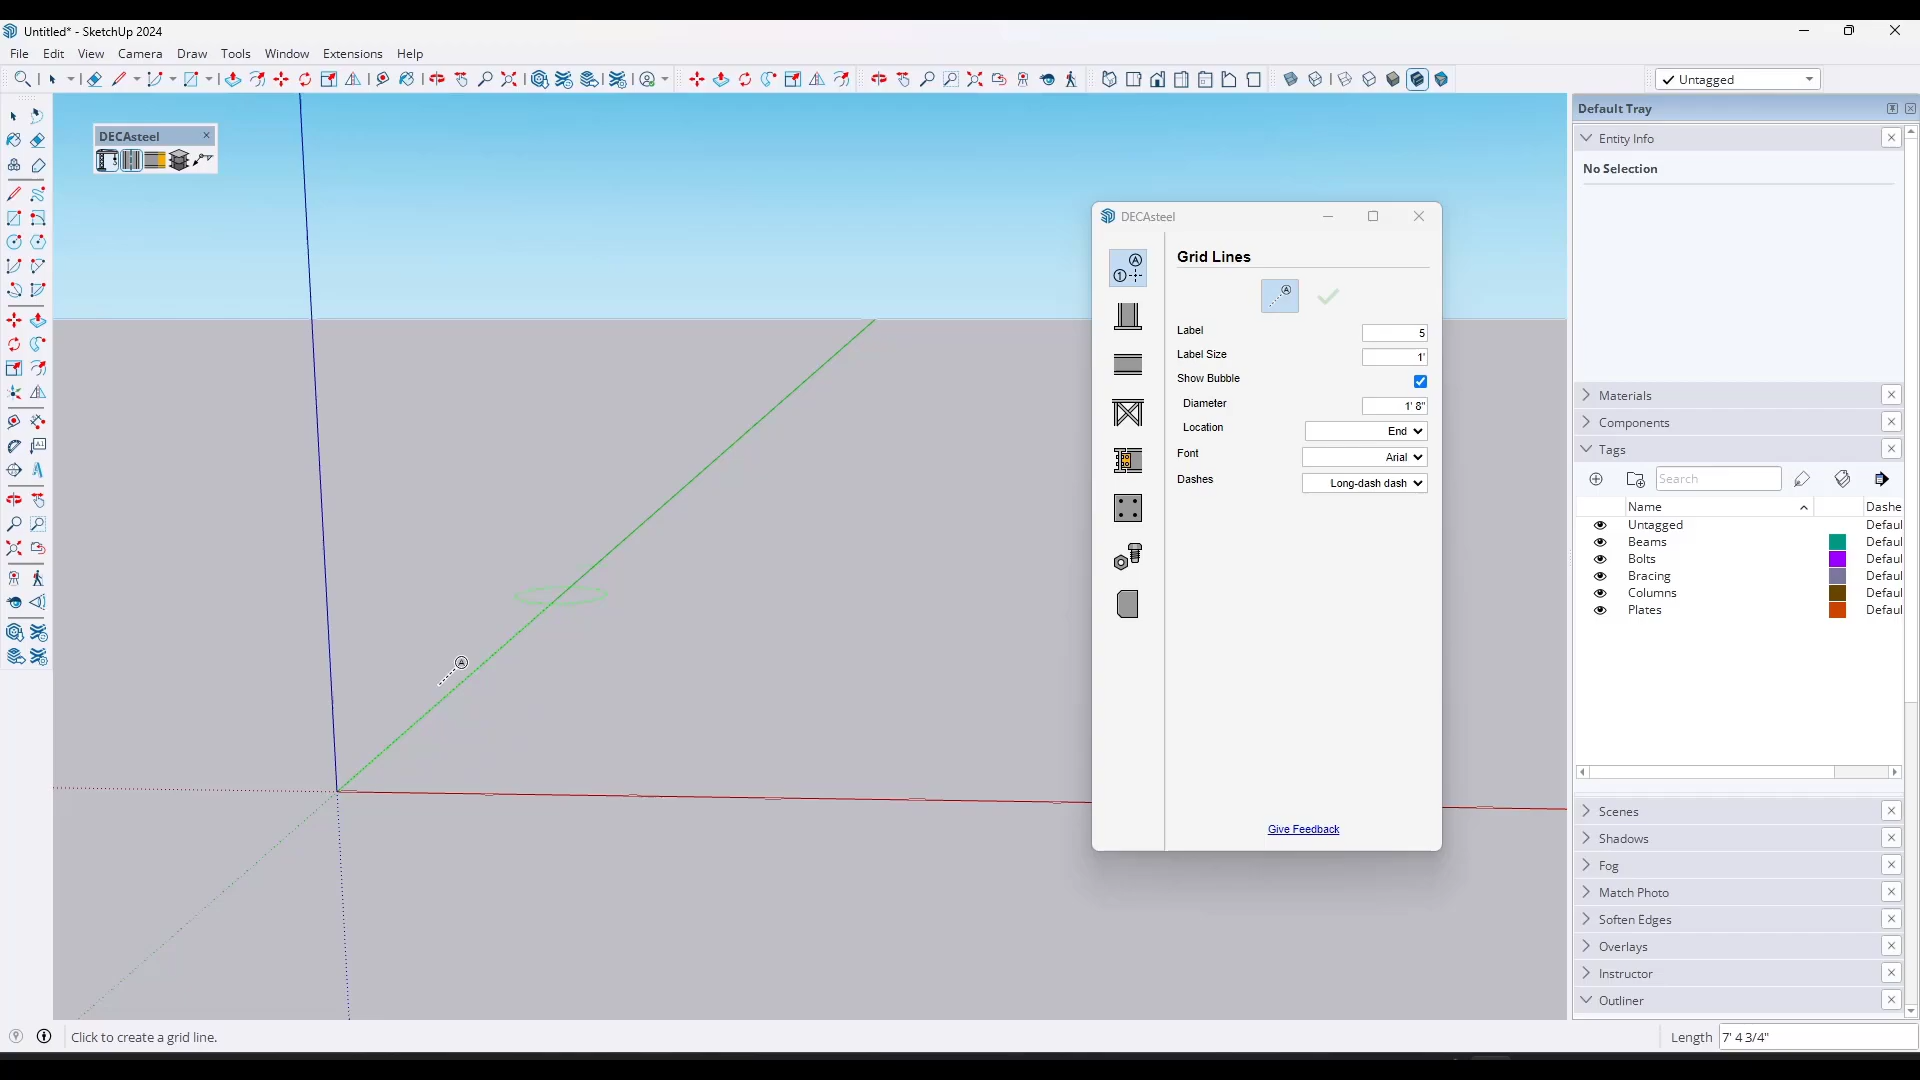 Untitled* - SketchUp 2024
File Edit View Camera Draw Tools Window Extensions Help
Untagged
Default Tray
Entity Info
No Selection
DECAsteel
DECAsteel
Grid Lines
A
1
A
Label 5
Label Size 1'
Show Bubble
Diameter 1' 8"
Location End
Font Arial
Dashes Long-dash dash
Give Feedback
A
Materials
Components
Tags
Search
Name Dashe
Untagged Defaul
Beams Defaul
Bolts Defaul
Bracing Defaul
Columns Defaul
Plates Defaul
Scenes
Shadows
Fog
Match Photo
Soften Edges
Overlays
Instructor
Outliner
Click to create a grid line.
Length 7' 4 3/4"